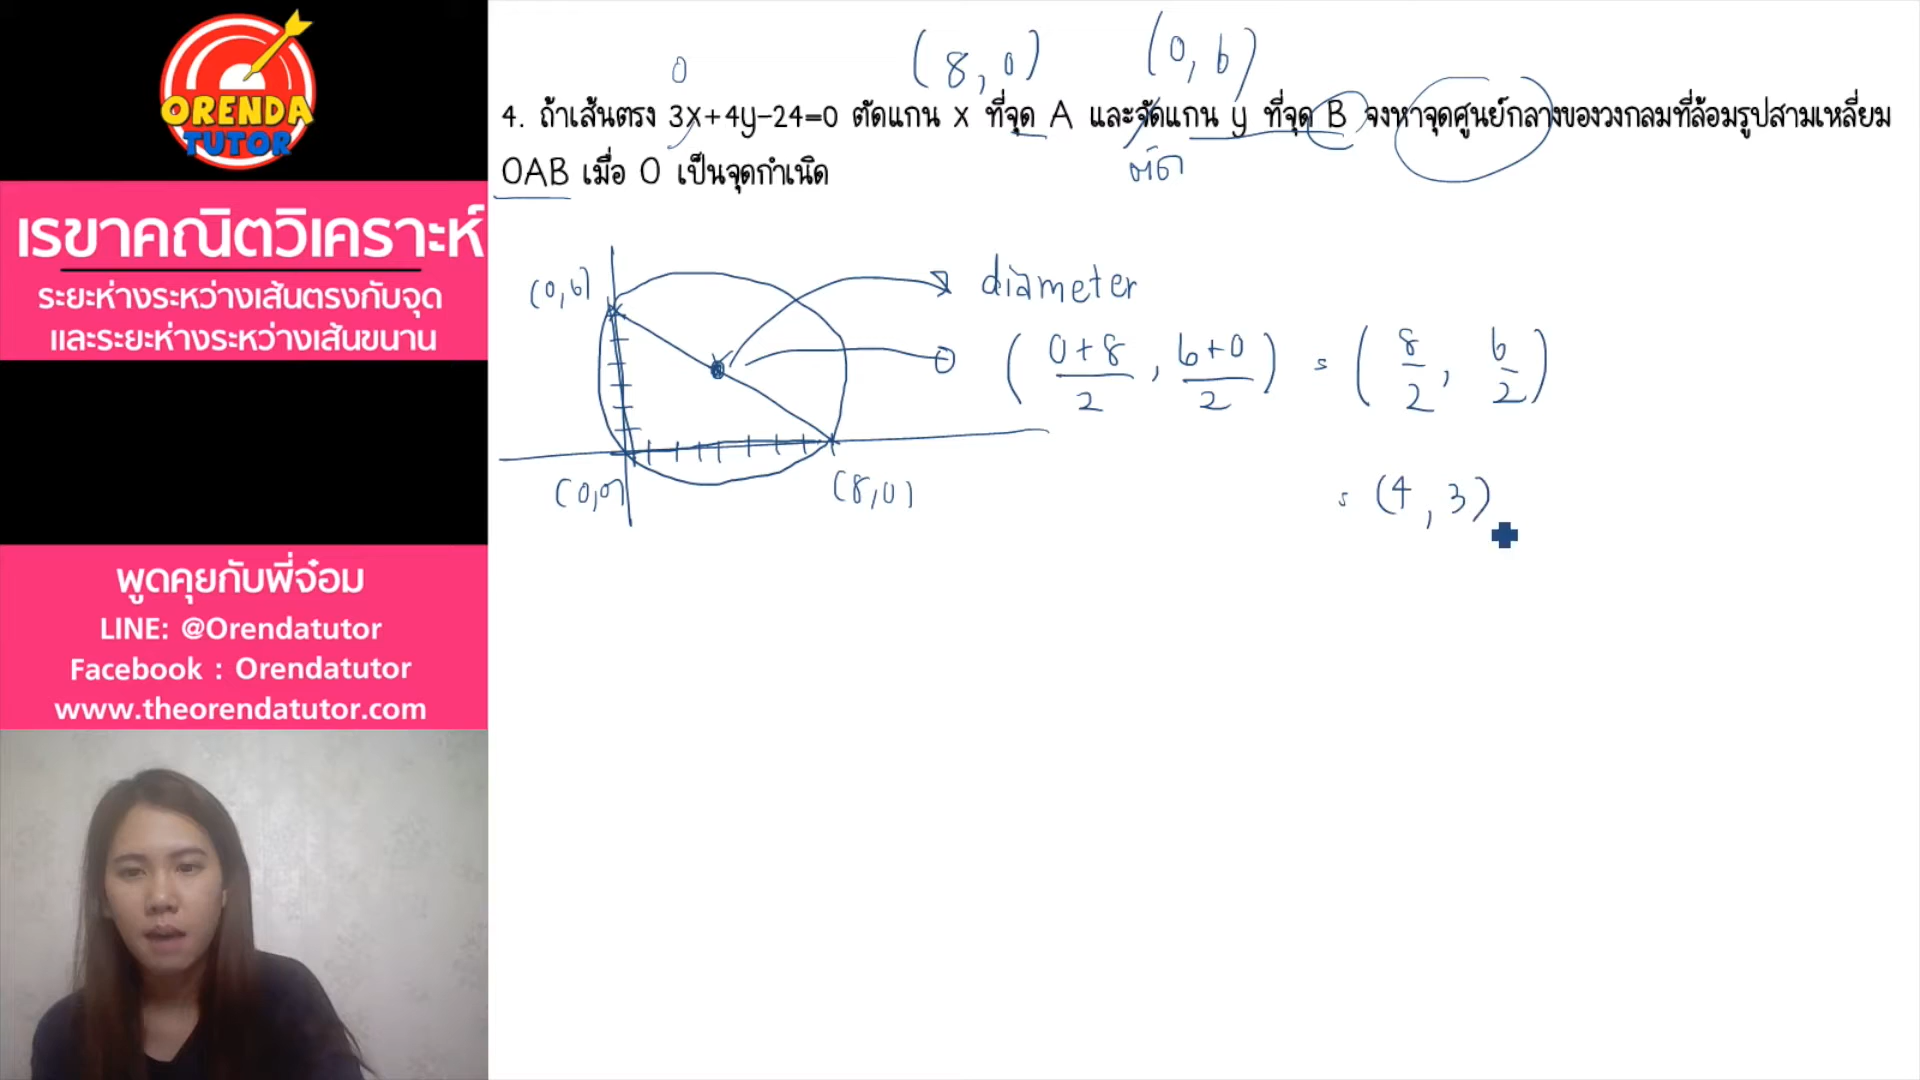 ORENDA
TUTOR
เรขาคณิตวิเคราะห์
ระยะห่างระหว่างเส้นตรงกับจุด
และระยะห่างระหว่างเส้นขนาน
พูดคุยกับพี่จ๋อม
LINE: @Orendatutor
Facebook : Orendatutor
www.theorendatutor.com
0 (8,0) (0,6)
4. ถ้าเส้นตรง 3x+4y-24=0 ตัดแกน x ที่จุด A และจัดแกน y ที่จุด B จงหาจุดศูนย์กลางของวงกลมที่ล้อมรูปสามเหลี่ยม
ตัด
OAB เมื่อ O เป็นจุดกำเนิด
(0,6)
diameter
(0+8/2, 6+0/2) = (8/2, 6/2)
(0,0) (8,0)
= (4,3)